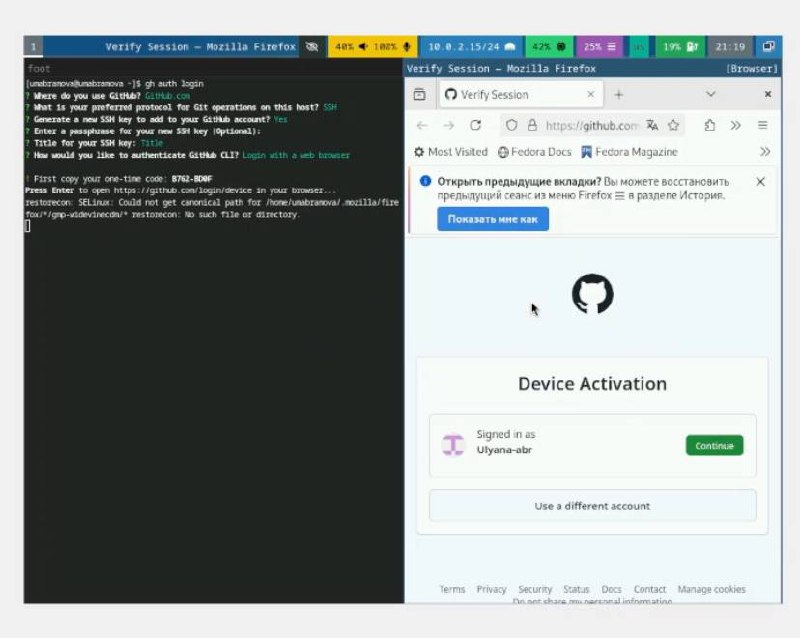 1
Verify Session — Mozilla Firefox
40% 100%
10.0.2.15/24
42%
25%
19%
21:19
foot
[umabramova@umabramova ~]$ gh auth login
? Where do you use GitHub? GitHub.com
? What is your preferred protocol for Git operations on this host? SSH
? Generate a new SSH key to add to your GitHub account? Yes
? Enter a passphrase for your new SSH key (Optional):
? Title for your SSH key: Title
? How would you like to authenticate GitHub CLI? Login with a web browser
! First copy your one-time code: B762-BD0F
Press Enter to open https://github.com/login/device in your browser...
restorecon: SELinux: Could not get canonical path for /home/umabramova/.mozilla/fire
fox/*/gmp-widevinecdm/* restorecon: No such file or directory.
Verify Session — Mozilla Firefox [Browser]
Verify Session
https://github.com
Most Visited Fedora Docs Fedora Magazine
Открыть предыдущие вкладки? Вы можете восстановить
предыдущий сеанс из меню Firefox ☰ в разделе История.
Показать мне как
Device Activation
Signed in as
Ulyana-abr
Continue
Use a different account
Terms Privacy Security Status Docs Contact Manage cookies
Do not share my personal information